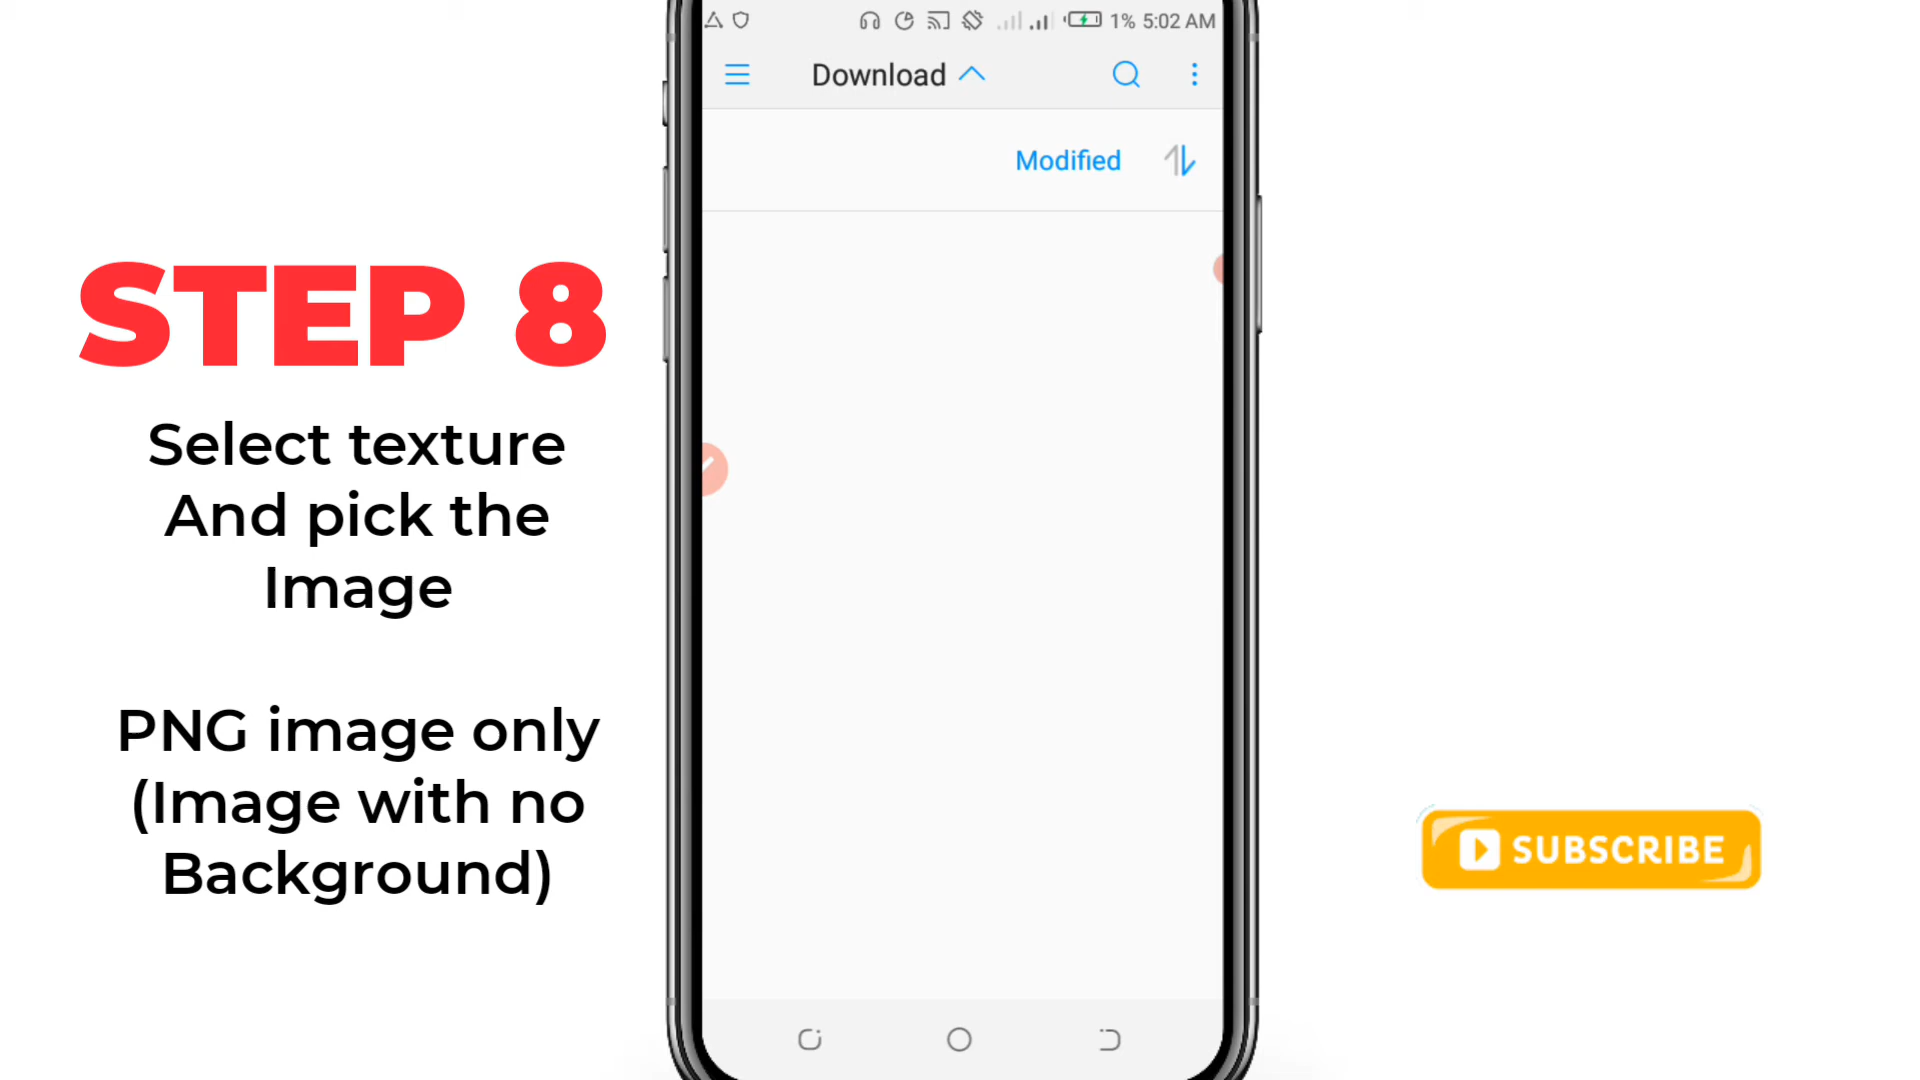 1% 5:02 AM
Download
Modified
STEP 8
Select texture
And pick the
Image
PNG image only
(Image with no
Background)
SUBSCRIBE